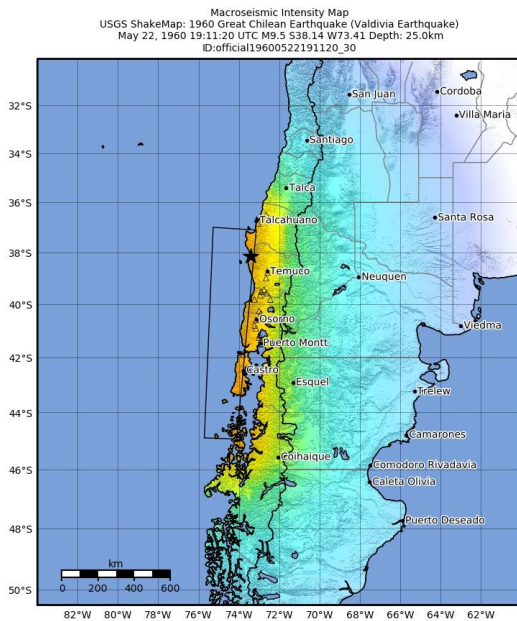 Macroseismic Intensity Map
USGS ShakeMap: 1960 Great Chilean Earthquake (Valdivia Earthquake)
May 22, 1960 19:11:20 UTC M9.5 S38.14 W73.41 Depth: 25.0km
ID:official19600522191120_30
32°S
San Juan
Cordoba
Villa Maria
34°S
Santiago
Talca
36°S
Talcahuano
Santa Rosa
38°S
Temuco
Neuquen
40°S
Osorno
Viedma
Puerto Montt
42°S
Castro
Esquel
Trelew
44°S
Camarones
Coihaique
Comodoro Rivadavia
46°S
Caleta Olivia
48°S
Puerto Deseado
km
0 200 400 600
50°S
82°W 80°W 78°W 76°W 74°W 72°W 70°W 68°W 66°W 64°W 62°W